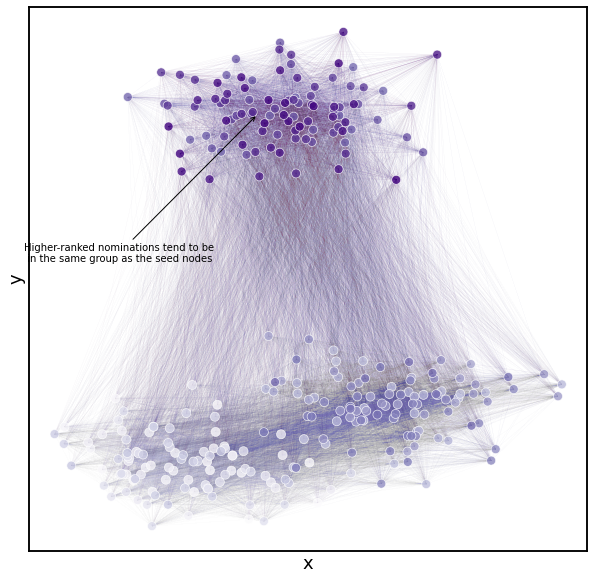 Higher-ranked nominations tend to be
in the same group as the seed nodes
y
x